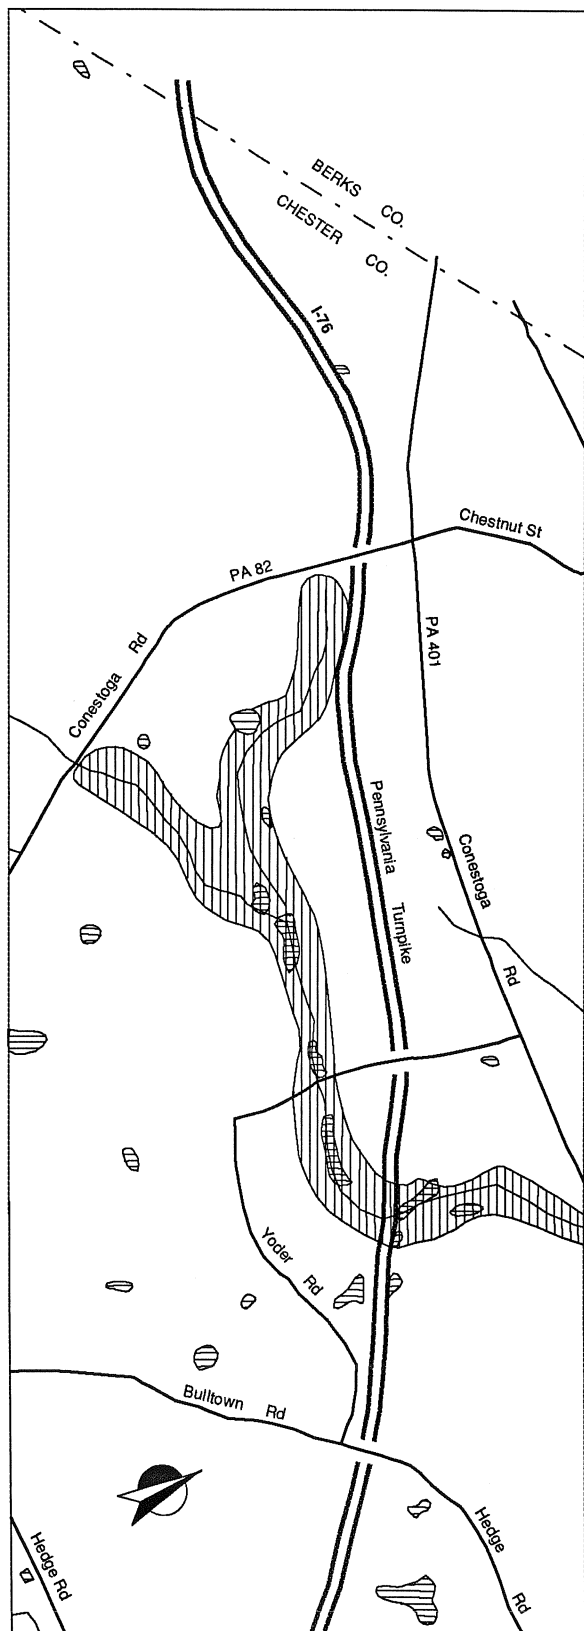 BERKS CO.
CHESTER CO.
I-76
Chestnut St
PA 82
Conestoga Rd
PA 401
Pennsylvania Turnpike
Conestoga Rd
Yoder Rd
Bulltown Rd
Hedge Rd
Hedge Rd